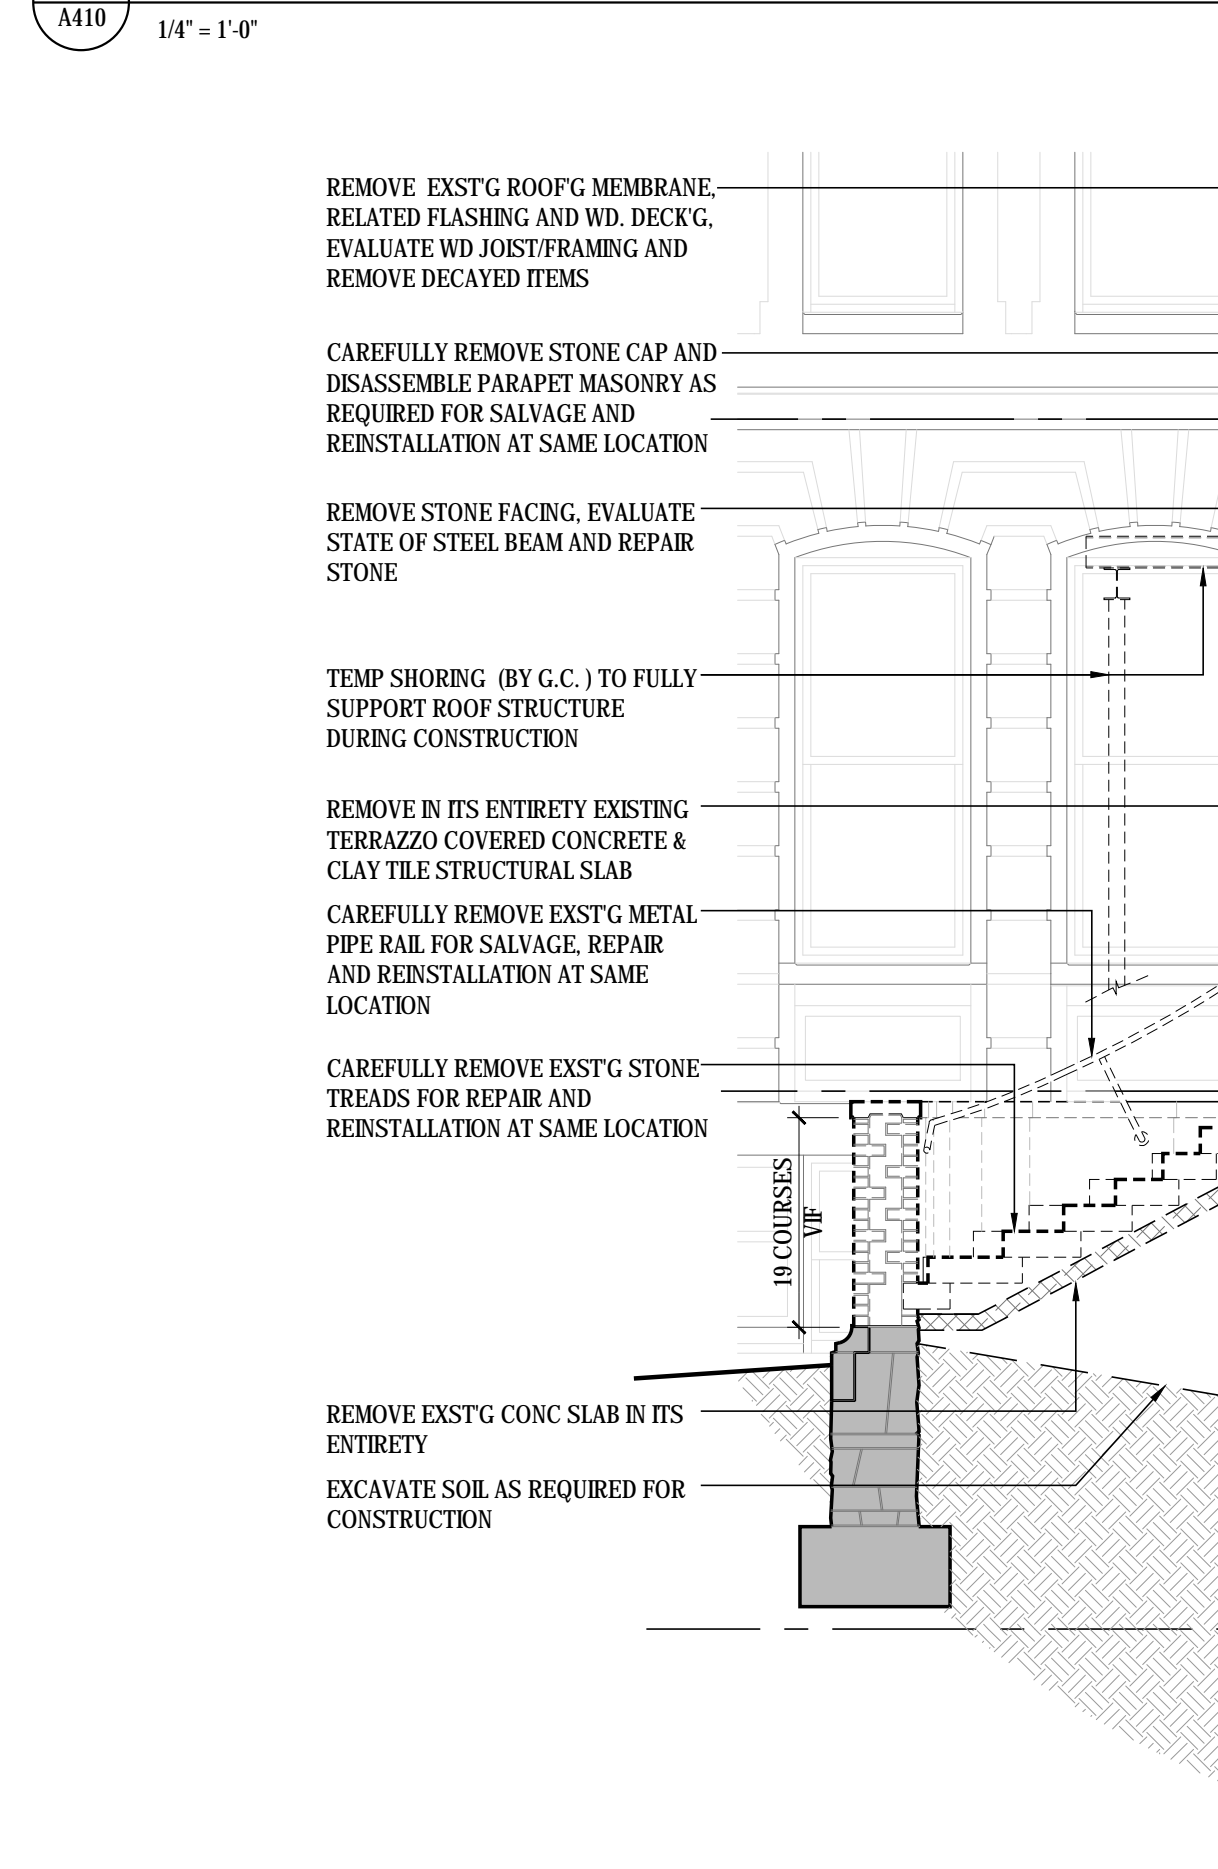 A410
1/4" = 1'-0"
REMOVE EXST'G ROOF'G MEMBRANE,
RELATED FLASHING AND WD. DECK'G,
EVALUATE WD JOIST/FRAMING AND
REMOVE DECAYED ITEMS
CAREFULLY REMOVE STONE CAP AND
DISASSEMBLE PARAPET MASONRY AS
REQUIRED FOR SALVAGE AND
REINSTALLATION AT SAME LOCATION
REMOVE STONE FACING, EVALUATE
STATE OF STEEL BEAM AND REPAIR
STONE
TEMP SHORING (BY G.C. ) TO FULLY
SUPPORT ROOF STRUCTURE
DURING CONSTRUCTION
REMOVE IN ITS ENTIRETY EXISTING
TERRAZZO COVERED CONCRETE &
CLAY TILE STRUCTURAL SLAB
CAREFULLY REMOVE EXST'G METAL
PIPE RAIL FOR SALVAGE, REPAIR
AND REINSTALLATION AT SAME
LOCATION
CAREFULLY REMOVE EXST'G STONE
TREADS FOR REPAIR AND
REINSTALLATION AT SAME LOCATION
19 COURSES
VIF
REMOVE EXST'G CONC SLAB IN ITS
ENTIRETY
EXCAVATE SOIL AS REQUIRED FOR
CONSTRUCTION